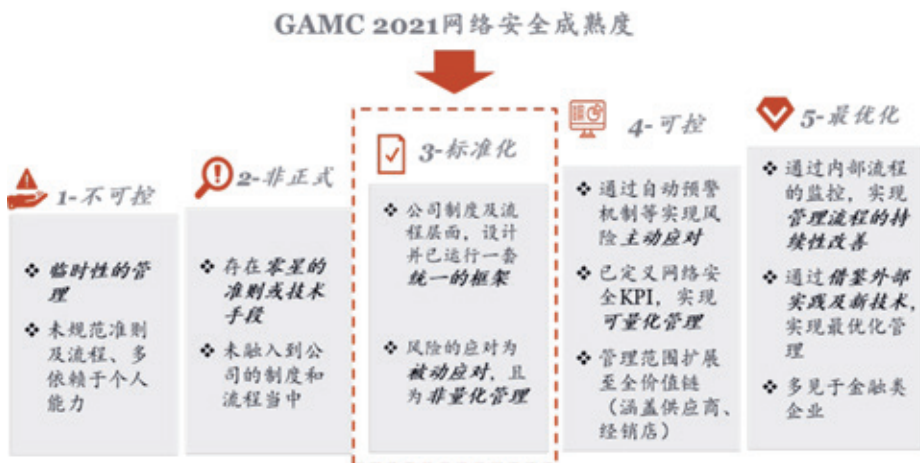 GAMC 2021网络安全成熟度
1-不可控
❖ 临时性的管
理
❖ 未规范准则
及流程、多
依赖于个人
能力
2-非正式
❖ 存在零星的
准则或技术
手段
❖ 未融入到公
司的制度和
流程当中
3-标准化
❖ 公司制度及流
程层面，设计
并已运行一套
统一的框架
❖ 风险的应对为
被动应对，且
为非量化管理
4-可控
❖ 通过自动预警
机制等实现风
险主动应对
❖ 已定义网络安
全KPI，实现
可量化管理
❖ 管理范围扩展
至全价值链
（涵盖供应商、
经销店）
5-最优化
❖ 通过内部流程
的监控，实现
管理流程的持
续性改善
❖ 通过借鉴外部
实践及新技术，
实现最优化管
理
❖ 多见于金融类
企业